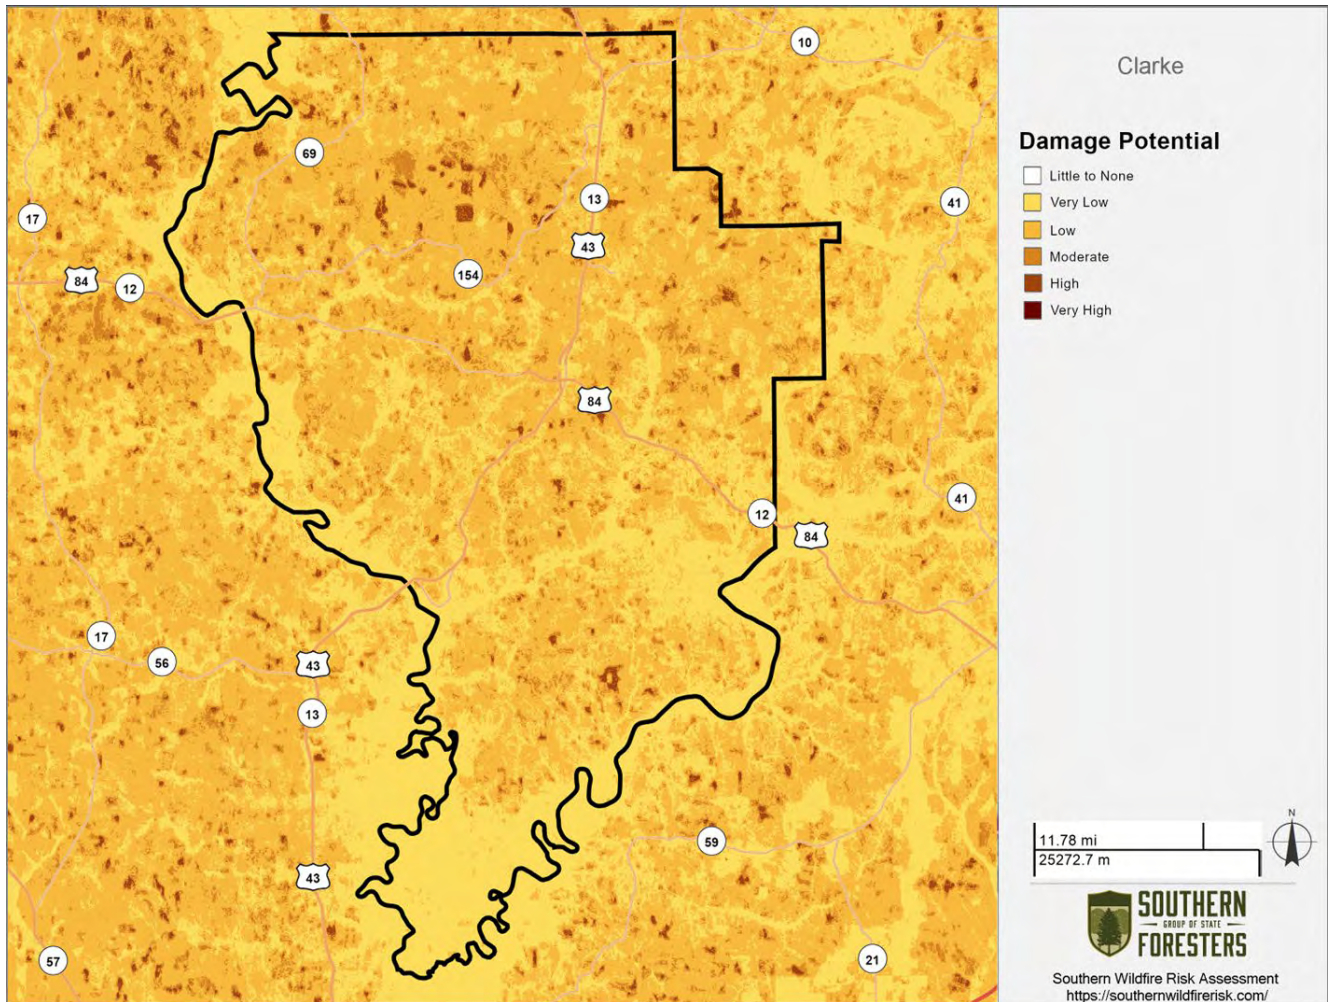 10
69
41
17
13
43
84
12
154
84
12
41
84
17
56
43
13
59
43
57
21
Clarke
Damage Potential
Little to None
Very Low
Low
Moderate
High
Very High
N
11.78 mi
25272.7 m
SOUTHERN
GROUP OF STATE
FORESTERS
Southern Wildfire Risk Assessment
https://southernwildfirerisk.com/